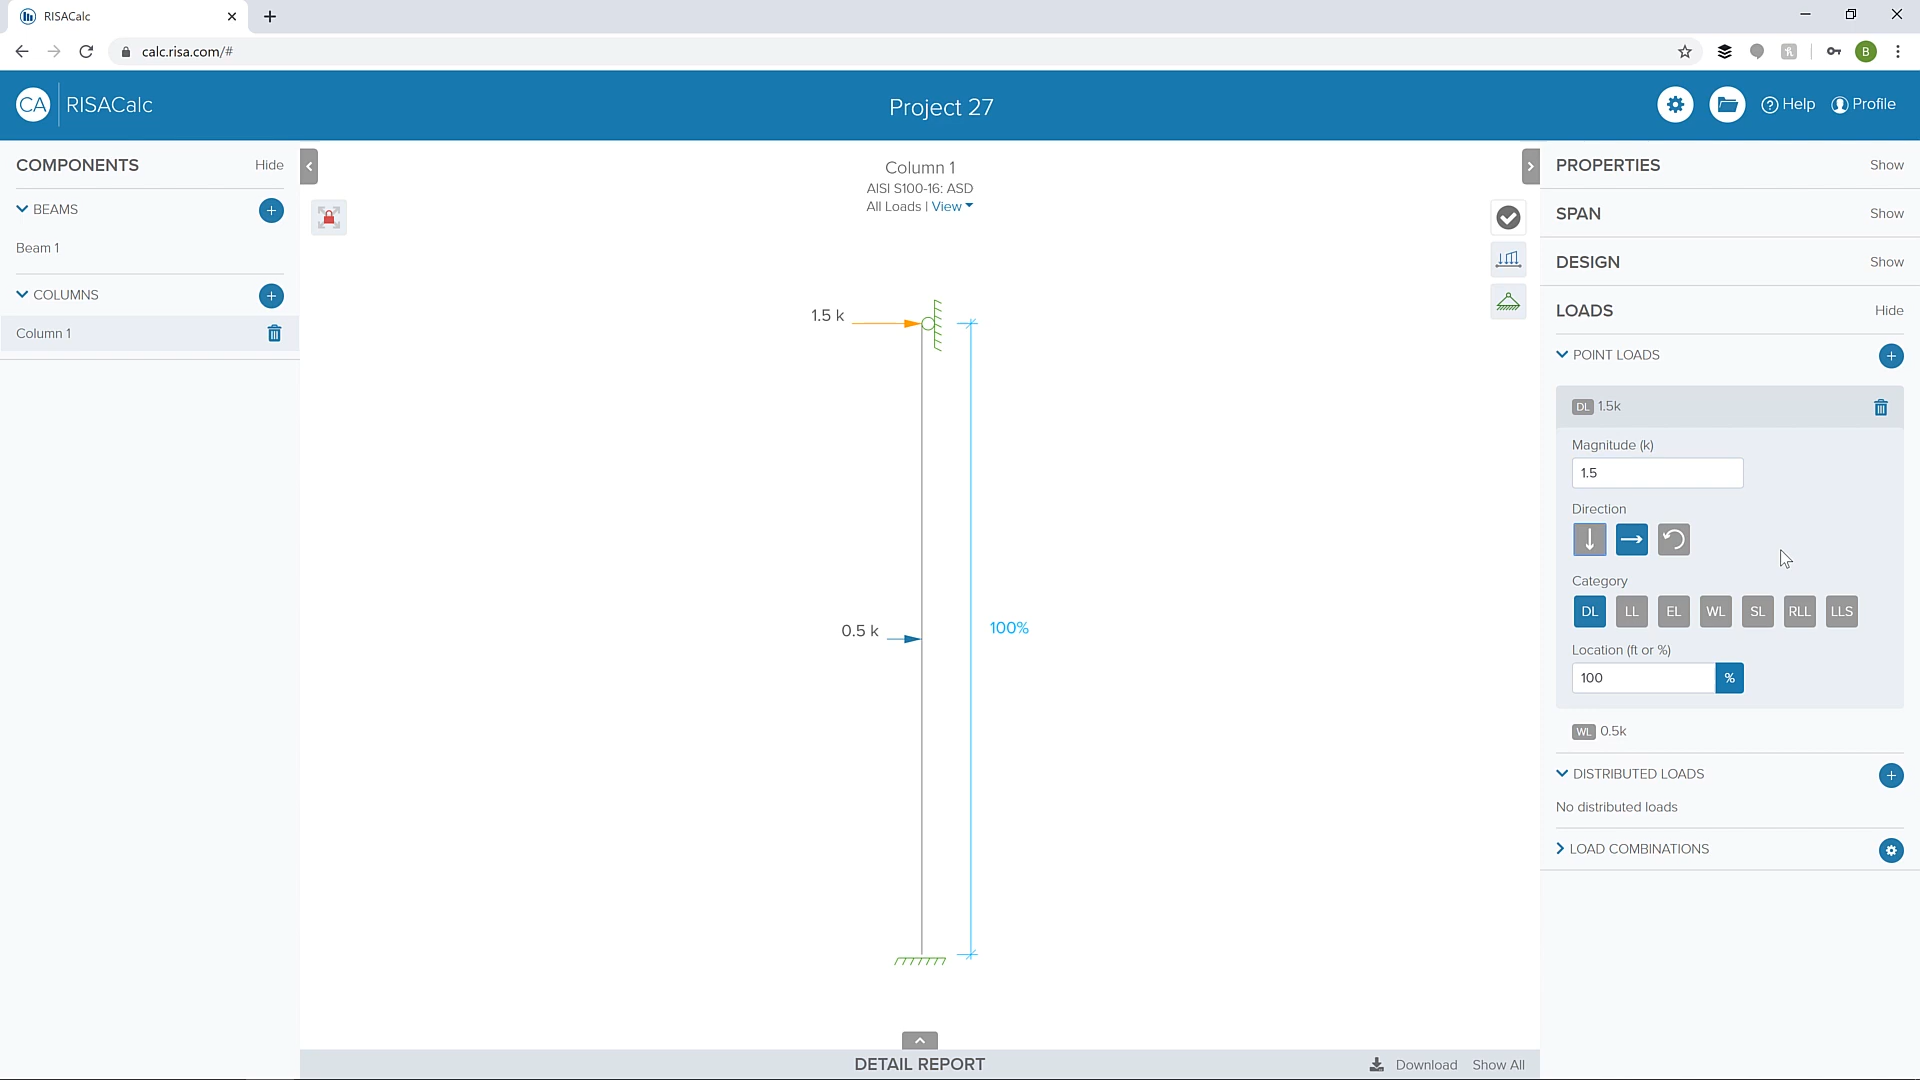 RISACalc
calc.risa.com/#
B
CA RISACalc
Project 27
Help
Profile
COMPONENTS Hide
BEAMS
Beam 1
COLUMNS
Column 1
Column 1
AISI S100-16: ASD
All Loads | View
1.5 k
0.5 k
100%
PROPERTIES Show
SPAN Show
DESIGN Show
LOADS Hide
POINT LOADS
DL 1.5k
Magnitude (k)
1.5
Direction
Category
DL LL EL WL SL RLL LLS
Location (ft or %)
100 %
WL 0.5k
DISTRIBUTED LOADS
No distributed loads
LOAD COMBINATIONS
DETAIL REPORT
Download Show All